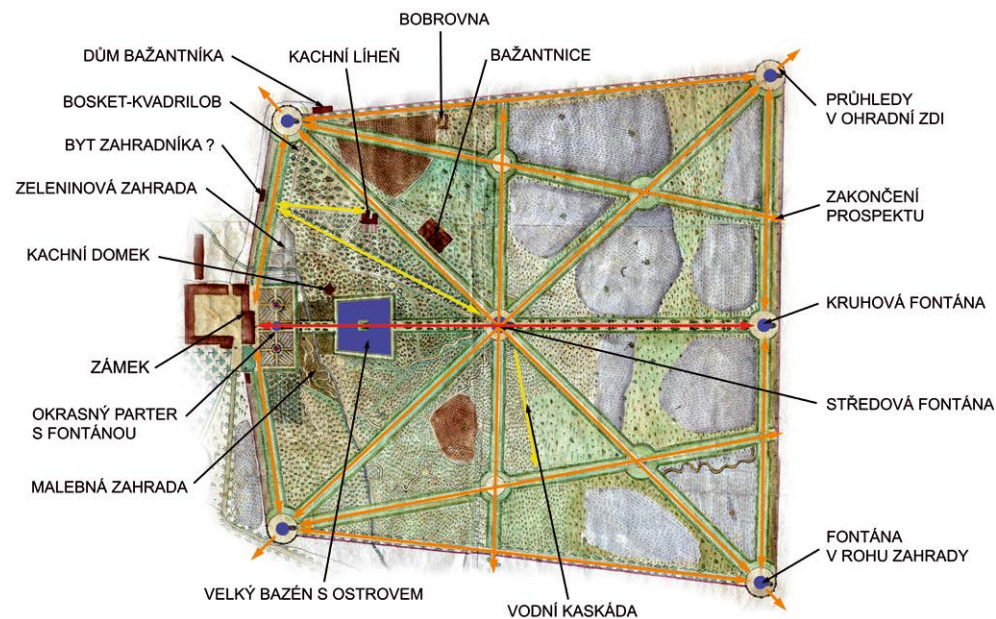 BOBROVNA
DŮM BAŽANTNÍKA
KACHNÍ LÍHEŇ
BAŽANTNICE
BOSKET-KVADRILOB
BYT ZAHRADNÍKA ?
ZELENINOVÁ ZAHRADA
KACHNÍ DOMEK
ZÁMEK
OKRASNÝ PARTER
S FONTÁNOU
MALEBNÁ ZAHRADA
VELKÝ BAZÉN S OSTROVEM
VODNÍ KASKÁDA
PRŮHLEDY
V OHRADNÍ ZDI
ZAKONČENÍ
PROSPEKTU
KRUHOVÁ FONTÁNA
STŘEDOVÁ FONTÁNA
FONTÁNA
V ROHU ZAHRADY